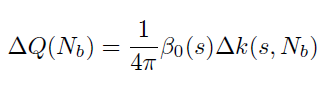 ΔQ(N_b) = \frac{1}{4π} β_0(s)Δk(s, N_b)